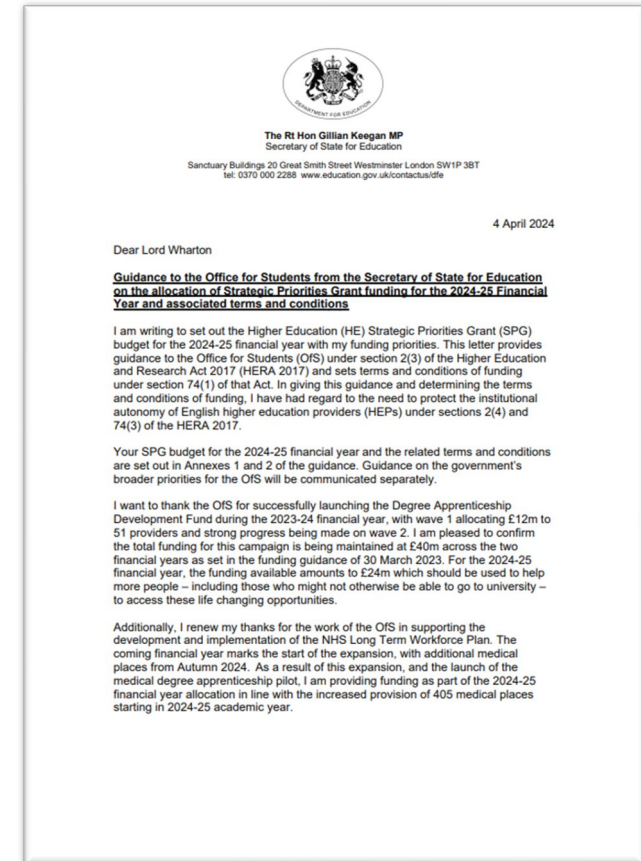 DEPARTMENT FOR EDUCATION
The Rt Hon Gillian Keegan MP
Secretary of State for Education
Sanctuary Buildings 20 Great Smith Street Westminster London SW1P 3BT
tel: 0370 000 2288 www.education.gov.uk/contactus/dfe
4 April 2024
Dear Lord Wharton
Guidance to the Office for Students from the Secretary of State for Education
on the allocation of Strategic Priorities Grant funding for the 2024-25 Financial
Year and associated terms and conditions
I am writing to set out the Higher Education (HE) Strategic Priorities Grant (SPG)
budget for the 2024-25 financial year with my funding priorities. This letter provides
guidance to the Office for Students (OfS) under section 2(3) of the Higher Education
and Research Act 2017 (HERA 2017) and sets terms and conditions of funding
under section 74(1) of that Act. In giving this guidance and determining the terms
and conditions of funding, I have had regard to the need to protect the institutional
autonomy of English higher education providers (HEPs) under sections 2(4) and
74(3) of the HERA 2017.
Your SPG budget for the 2024-25 financial year and the related terms and conditions
are set out in Annexes 1 and 2 of the guidance. Guidance on the government's
broader priorities for the OfS will be communicated separately.
I want to thank the OfS for successfully launching the Degree Apprenticeship
Development Fund during the 2023-24 financial year, with wave 1 allocating £12m to
51 providers and strong progress being made on wave 2. I am pleased to confirm
the total funding for this campaign is being maintained at £40m across the two
financial years as set in the funding guidance of 30 March 2023. For the 2024-25
financial year, the funding available amounts to £24m which should be used to help
more people – including those who might not otherwise be able to go to university –
to access these life changing opportunities.
Additionally, I renew my thanks for the work of the OfS in supporting the
development and implementation of the NHS Long Term Workforce Plan. The
coming financial year marks the start of the expansion, with additional medical
places from Autumn 2024. As a result of this expansion, and the launch of the
medical degree apprenticeship pilot, I am providing funding as part of the 2024-25
financial year allocation in line with the increased provision of 405 medical places
starting in 2024-25 academic year.